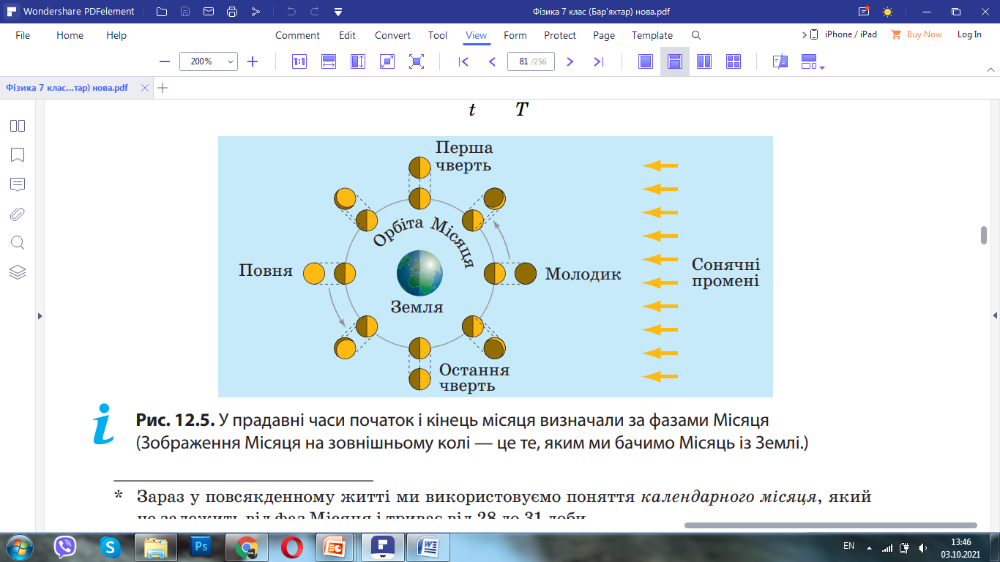 Wondershare PDFelement
Фізика 7 клас (Бар'яхтар) нова.pdf
File Home Help Comment Edit Convert Tool View Form Protect Page Template iPhone / iPad Buy Now Log In
200% 1:1 81 /256
Фізика 7 клас...тар) нова.pdf
t T
Перша
чверть
Орбіта Місяця
Повня
Молодик
Сонячні
промені
Земля
Остання
чверть
i
Рис. 12.5. У прадавні часи початок і кінець місяця визначали за фазами Місяця
(Зображення Місяця на зовнішньому колі — це те, яким ми бачимо Місяць із Землі.)
* Зараз у повсякденному житті ми використовуємо поняття календарного місяця, який
не залежить від фаз Місяця і триває від 28 до 31 доби
Ps
EN
13:46
03.10.2021